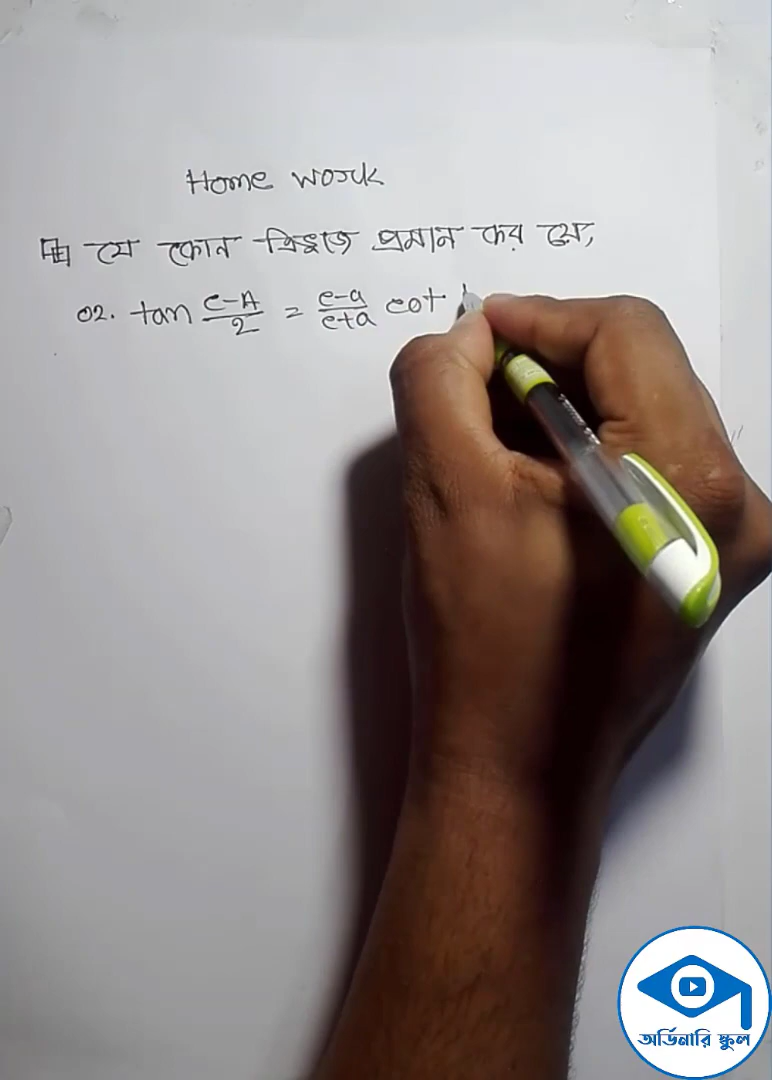 Home work
যে কোন ত্রিভুজে প্রমান কর যে,
02. tan c-A/2 = c-a/c+a cot
অর্ডিনারি স্কুল